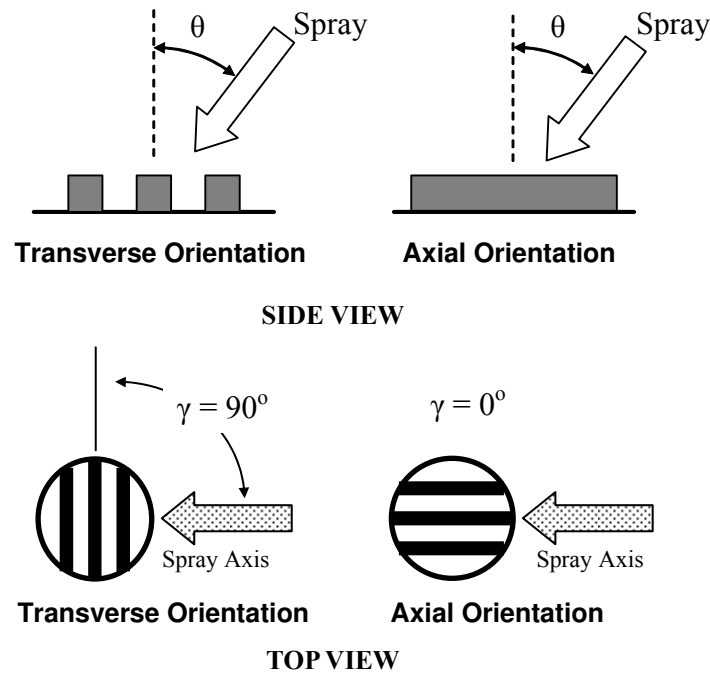 θ Spray θ Spray
Transverse Orientation Axial Orientation
SIDE VIEW
γ = 90° γ = 0°
Spray Axis Spray Axis
Transverse Orientation Axial Orientation
TOP VIEW